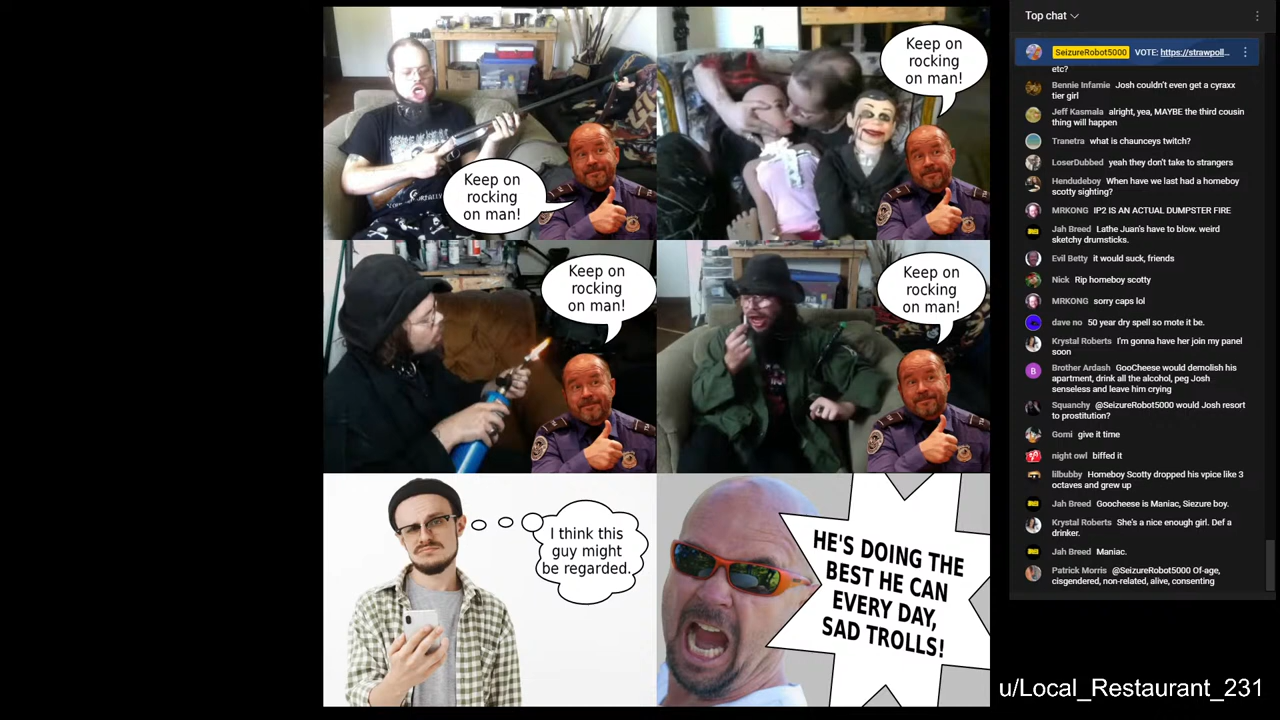 Keep on
rocking
on man!
Keep on
rocking
on man!
Keep on
rocking
on man!
Keep on
rocking
on man!
I think this
guy might
be regarded.
HE'S DOING THE
BEST HE CAN
EVERY DAY,
SAD TROLLS!
Top chat
SeizureRobot5000 VOTE: https://strawpoll...
etc?
Bennie Infamie Josh couldn't even get a cyraxx
tier girl
Jeff Kasmala alright, yea, MAYBE the third cousin
thing will happen
Tranetra what is chaunceys twitch?
LoserDubbed yeah they don't take to strangers
Hendudeboy When have we last had a homeboy
scotty sighting?
MRKONG IP2 IS AN ACTUAL DUMPSTER FIRE
Jah Breed Lathe Juan's have to blow. weird
sketchy drumsticks.
Evil Betty it would suck, friends
Nick Rip homeboy scotty
MRKONG sorry caps lol
dave no 50 year dry spell so mote it be.
Krystal Roberts I'm gonna have her join my panel
soon
Brother Ardash GooCheese would demolish his
apartment, drink all the alcohol, peg Josh
senseless and leave him crying
Squanchy @SeizureRobot5000 would Josh resort
to prostitution?
Gomi give it time
night owl biffed it
lilbubby Homeboy Scotty dropped his vpice like 3
octaves and grew up
Jah Breed Goocheese is Maniac, Siezure boy.
Krystal Roberts She's a nice enough girl. Def a
drinker.
Jah Breed Maniac.
Patrick Morris @SeizureRobot5000 Of-age,
cisgendered, non-related, alive, consenting
u/Local_Restaurant_231